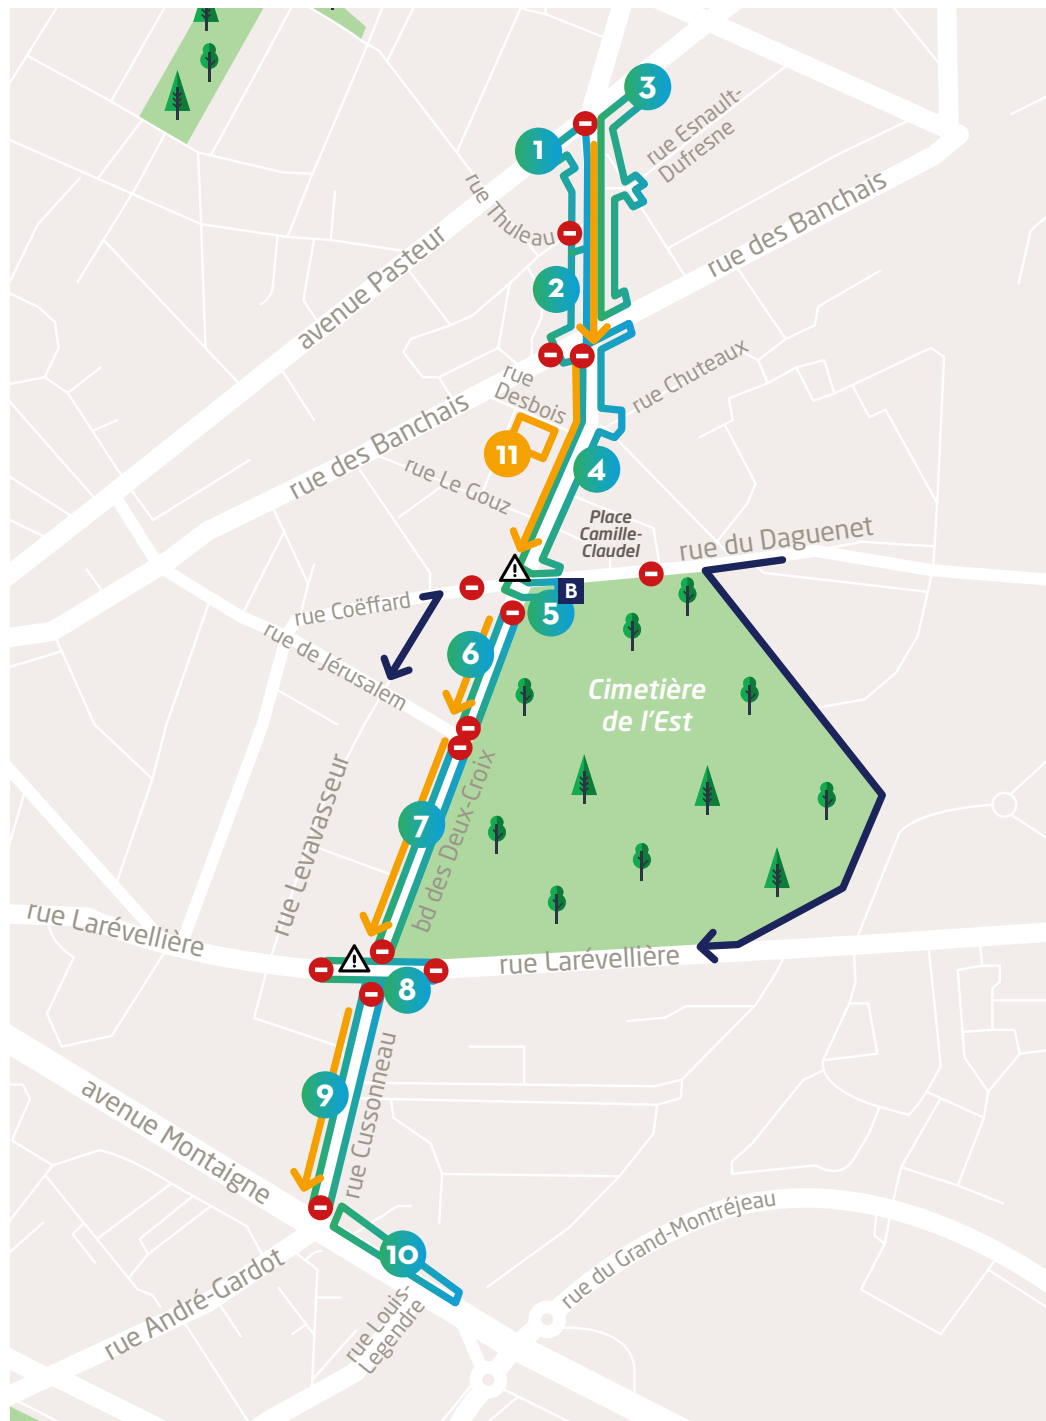 3
rue Esnault-
Dufresne
1
rue Thuleau
rue des Banchais
avenue Pasteur
2
rue
Desbois
rue Chuteaux
rue des Banchais
11
rue Le Gouz
4
Place
Camille-
Claudel
rue du Daguenet
!
B
rue Coëffard
5
rue de Jérusalem
6
Cimetière
de l'Est
bd des Deux-Croix
rue Levavasseur
7
rue Larévellière
!
rue Larévellière
8
rue Cussonneau
9
avenue Montaigne
10
rue du Grand-Montréjeau
rue André-Gardot
rue Louis-
Legendre